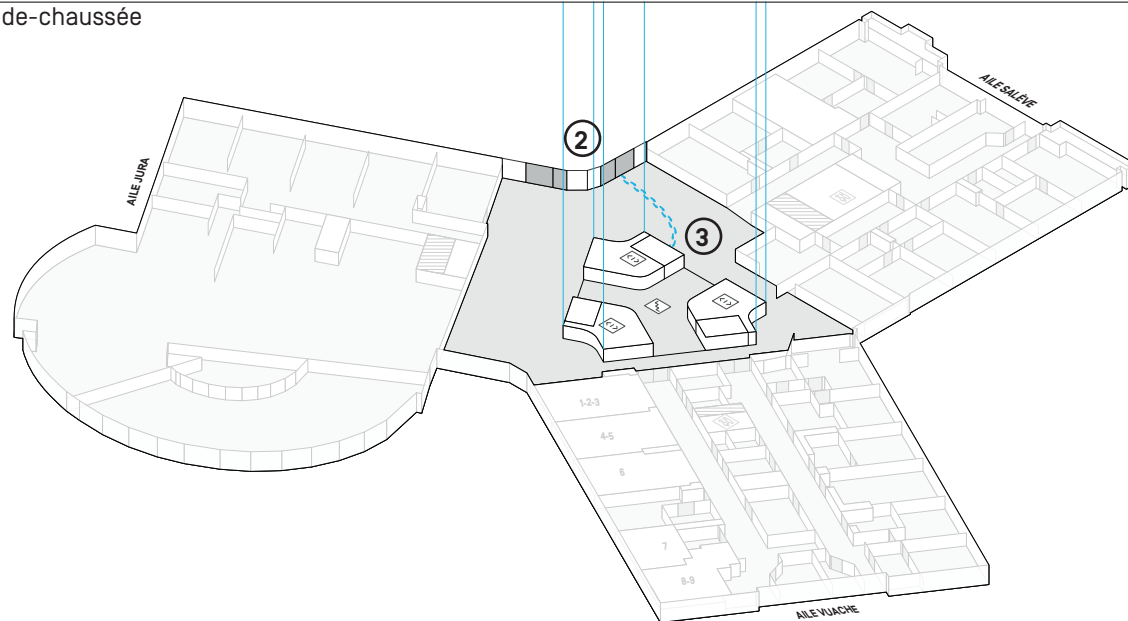 de-chaussée
AILE SALÈVE
2
AILE JURA
3
1-2-3
4-5
6
7
8-9
AILE VUACHE